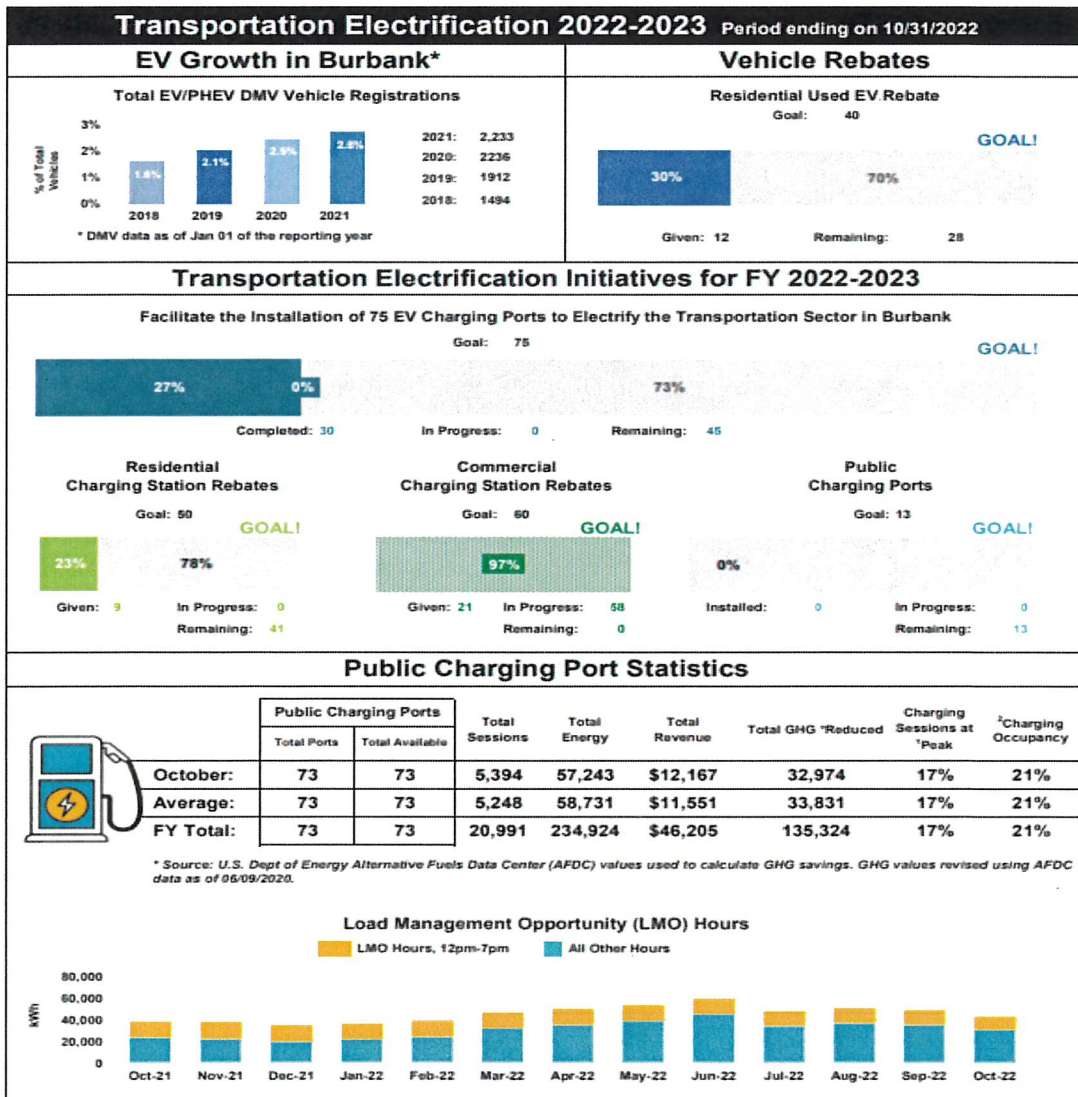 Transportation Electrification 2022-2023 Period ending on 10/31/2022
EV Growth in Burbank*
Total EV/PHEV DMV Vehicle Registrations
% of Total
Vehicles
3%
2%
1%
0%
1.6%
2.1%
2.5%
2.8%
2018 2019 2020 2021
2021: 2,233
2020: 2236
2019: 1912
2018: 1494
* DMV data as of Jan 01 of the reporting year
Vehicle Rebates
Residential Used EV Rebate
Goal: 40
GOAL!
30% 70%
Given: 12 Remaining: 28
Transportation Electrification Initiatives for FY 2022-2023
Facilitate the Installation of 75 EV Charging Ports to Electrify the Transportation Sector in Burbank
Goal: 75
GOAL!
27% 0% 73%
Completed: 30 In Progress: 0 Remaining: 45
Residential
Charging Station Rebates
Goal: 50
GOAL!
23% 78%
Given: 9 In Progress: 0
Remaining: 41
Commercial
Charging Station Rebates
Goal: 60
GOAL!
97%
Given: 21 In Progress: 58
Remaining: 0
Public
Charging Ports
Goal: 13
GOAL!
0%
Installed: 0 In Progress: 0
Remaining: 13
Public Charging Port Statistics
Public Charging Ports
Total Ports Total Available
Total
Sessions
Total
Energy
Total
Revenue
Total GHG *Reduced
Charging
Sessions at
¹Peak
²Charging
Occupancy
October: 73 73 5,394 57,243 $12,167 32,974 17% 21%
Average: 73 73 5,248 58,731 $11,551 33,831 17% 21%
FY Total: 73 73 20,991 234,924 $46,205 135,324 17% 21%
* Source: U.S. Dept of Energy Alternative Fuels Data Center (AFDC) values used to calculate GHG savings. GHG values revised using AFDC
data as of 06/09/2020.
Load Management Opportunity (LMO) Hours
LMO Hours, 12pm-7pm All Other Hours
kWh
80,000
60,000
40,000
20,000
0
Oct-21 Nov-21 Dec-21 Jan-22 Feb-22 Mar-22 Apr-22 May-22 Jun-22 Jul-22 Aug-22 Sep-22 Oct-22